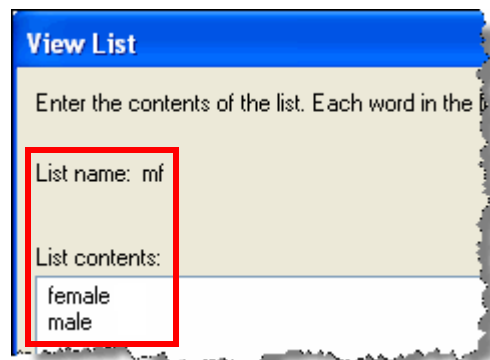 View List
Enter the contents of the list. Each word in the
List name: mf
List contents:
female
male